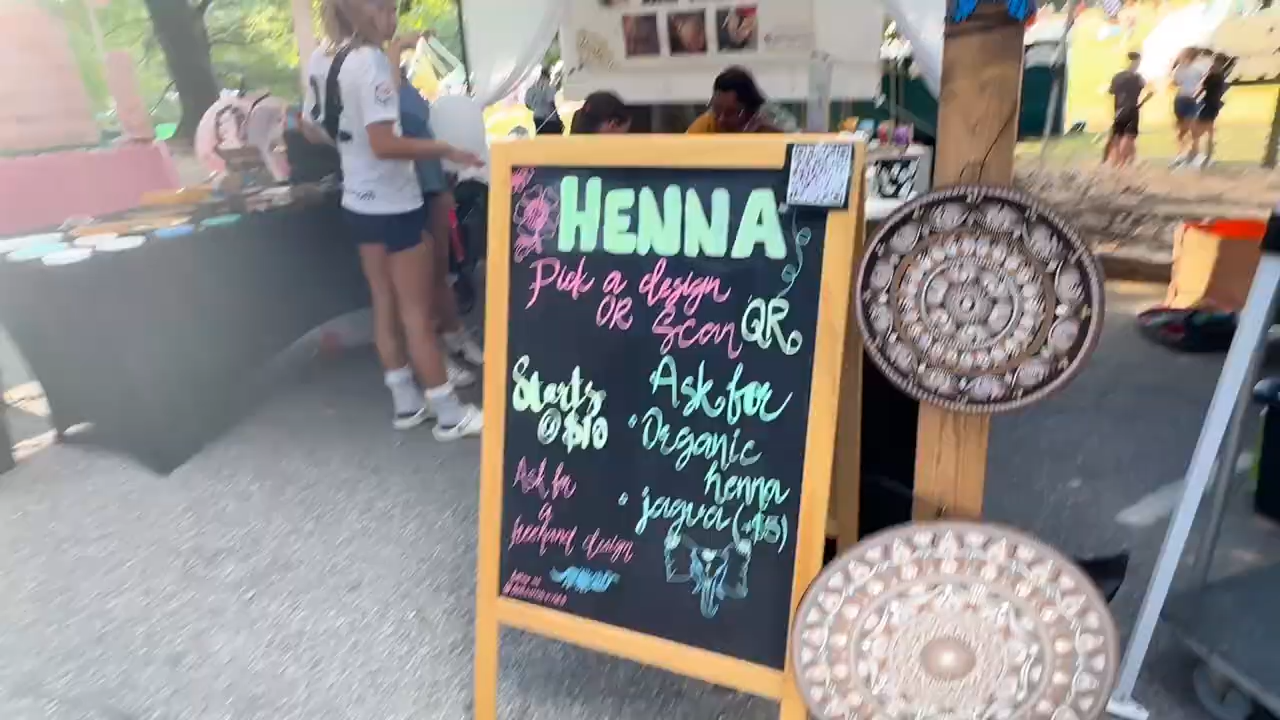 HENNA
Pick a design
OR Scan QR
Starts
@ $10
Ask for
• Organic
henna
• jagua (+$5)
Ask for
a
freehand design